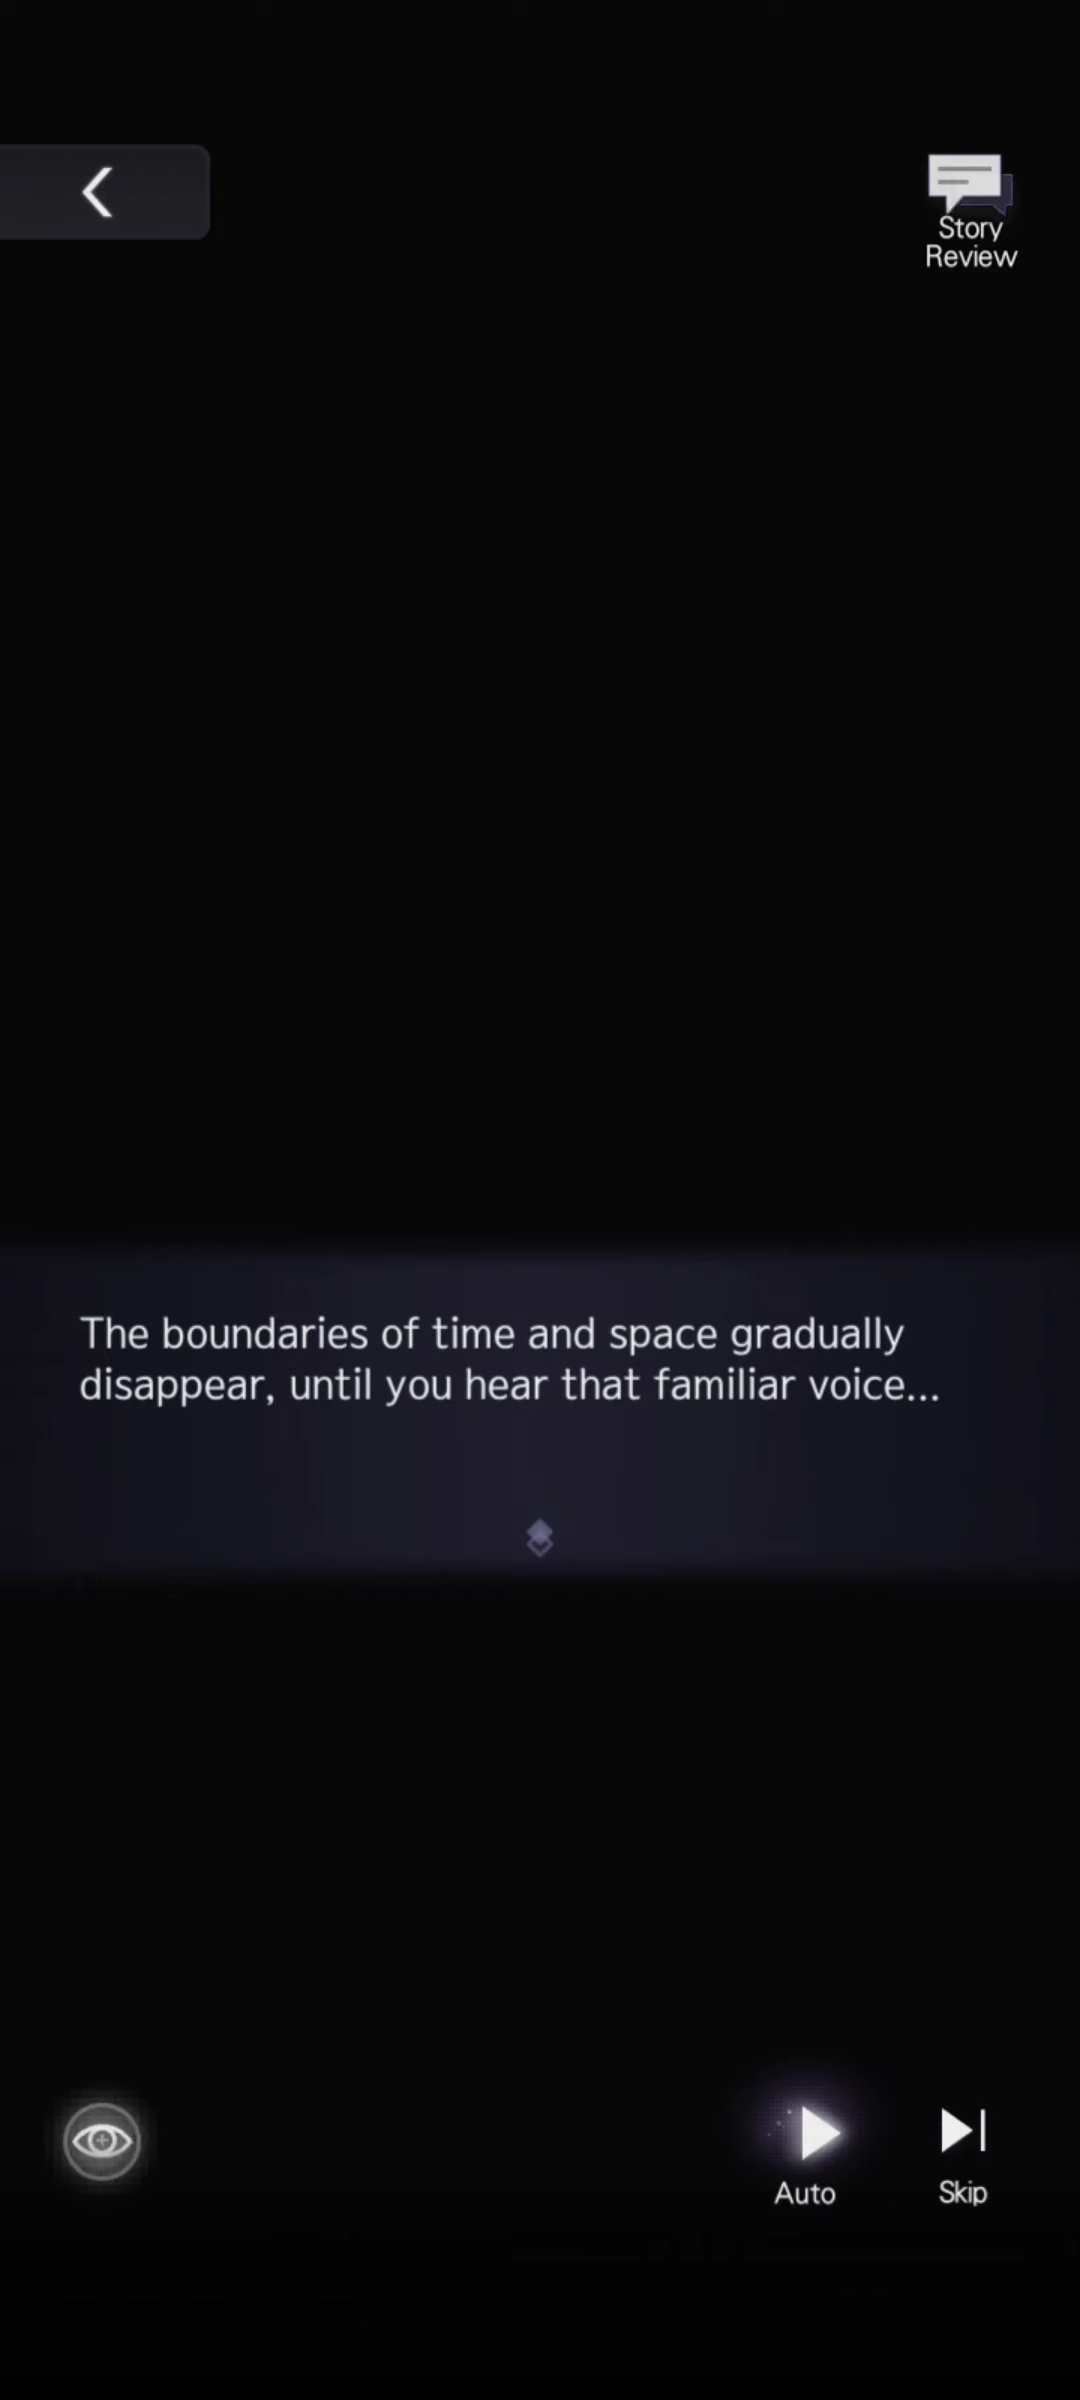 Story
Review
The boundaries of time and space gradually
disappear, until you hear that familiar voice...
Auto
Skip